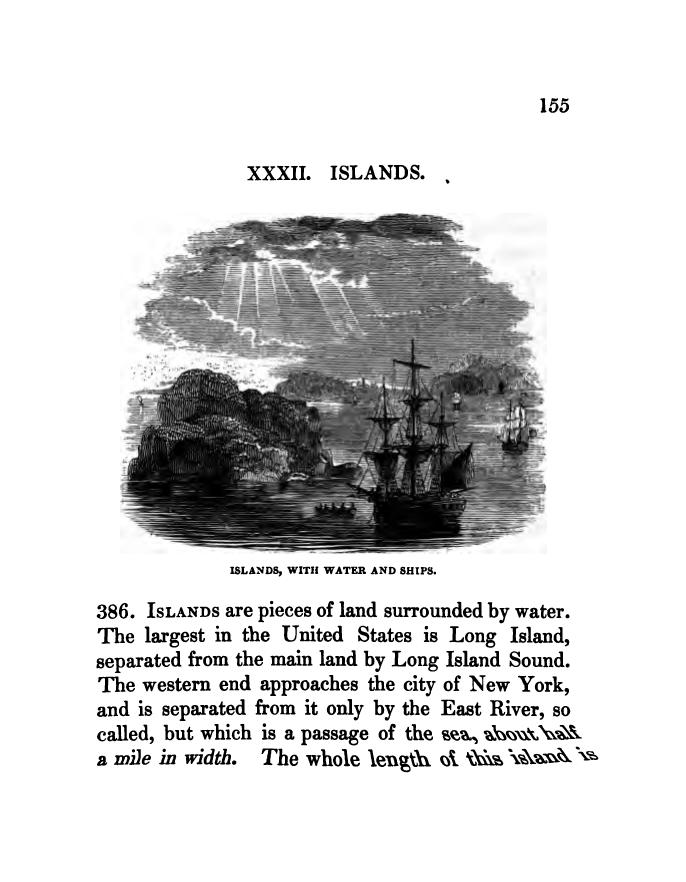 155
XXXII. ISLANDS.
ISLANDS, WITH WATER AND SHIPS.
386. ISLANDS are pieces of land surrounded by water.
The largest in the United States is Long Island,
separated from the main land by Long Island Sound.
The western end approaches the city of New York,
and is separated from it only by the East River, so
called, but which is a passage of the sea, about half
a mile in width. The whole length of this island is